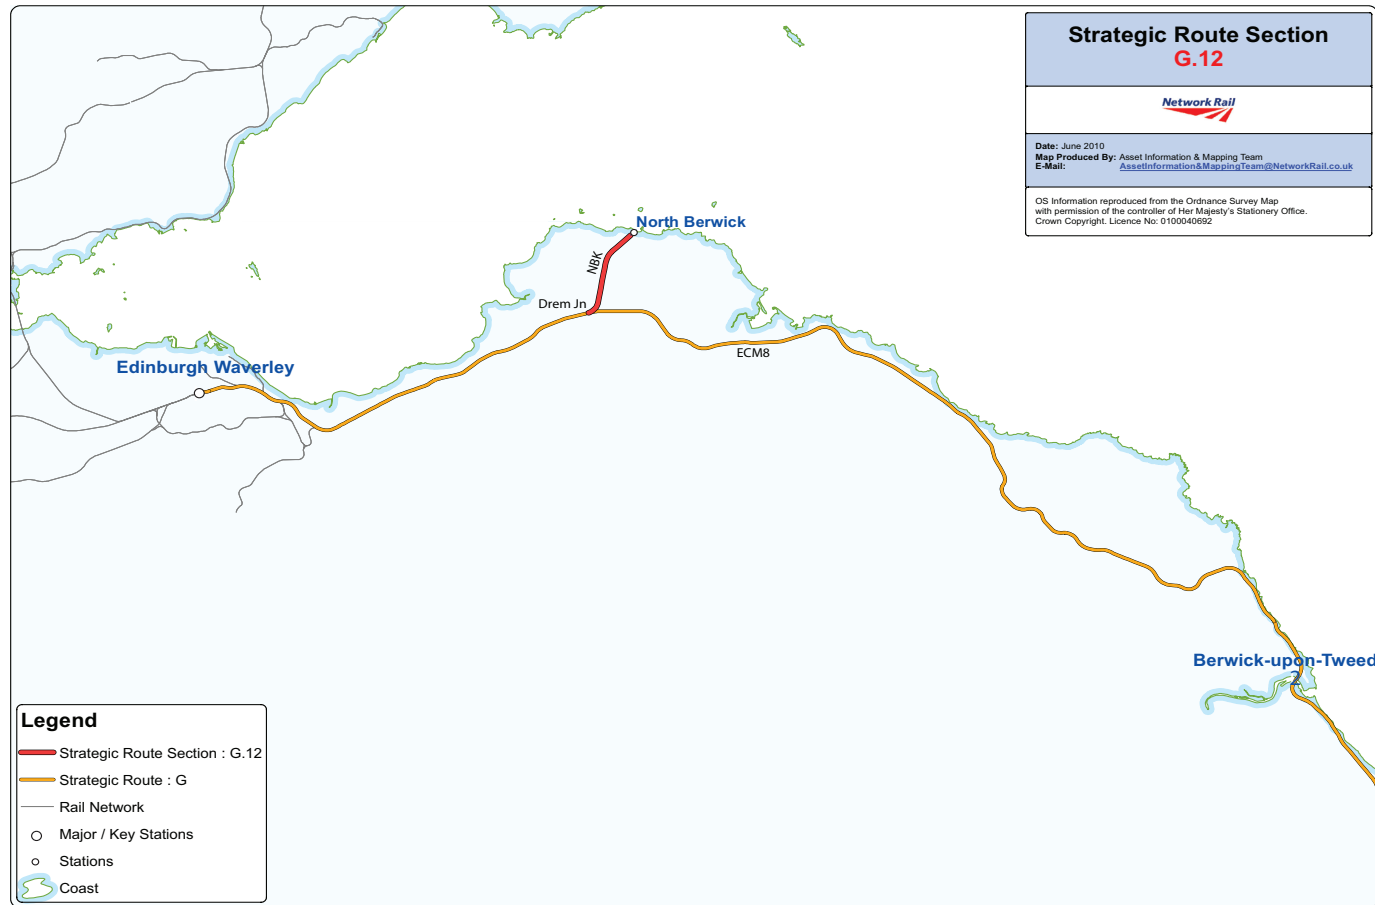 Strategic Route Section
G.12
Network Rail
Date: June 2010
Map Produced By: Asset Information & Mapping Team
E-Mail: AssetInformation&MappingTeam@NetworkRail.co.uk
OS Information reproduced from the Ordnance Survey Map
with permission of the controller of Her Majesty's Stationery Office.
Crown Copyright. Licence No: 0100040692
North Berwick
NBK
Drem Jn
ECM8
Edinburgh Waverley
Berwick-upon-Tweed
2
Legend
Strategic Route Section : G.12
Strategic Route : G
Rail Network
Major / Key Stations
Stations
Coast